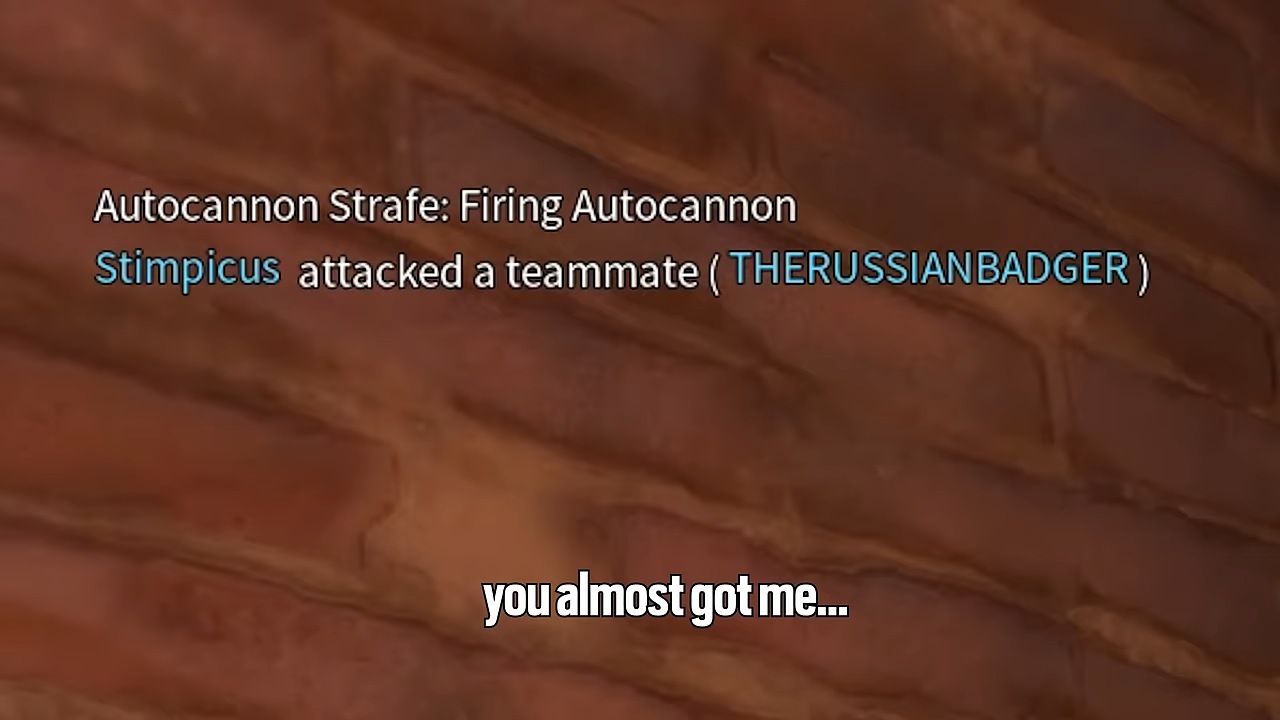 Autocannon Strafe: Firing Autocannon
Stimpicus attacked a teammate ( THERUSSIANBADGER )
you almost got me...